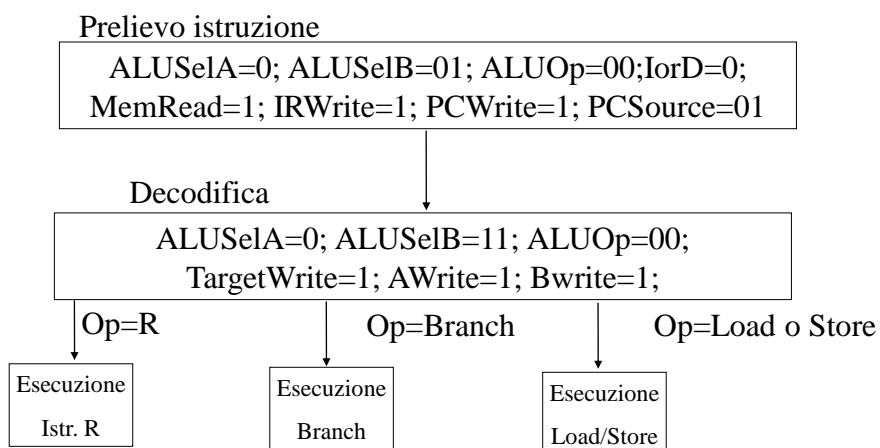 Prelievo istruzione
ALUSelA=0; ALUSelB=01; ALUOp=00;IorD=0;
MemRead=1; IRWrite=1; PCWrite=1; PCSource=01
Decodifica
ALUSelA=0; ALUSelB=11; ALUOp=00;
TargetWrite=1; AWrite=1; Bwrite=1;
Op=R
Op=Branch
Op=Load o Store
Esecuzione
Istr. R
Esecuzione
Branch
Esecuzione
Load/Store